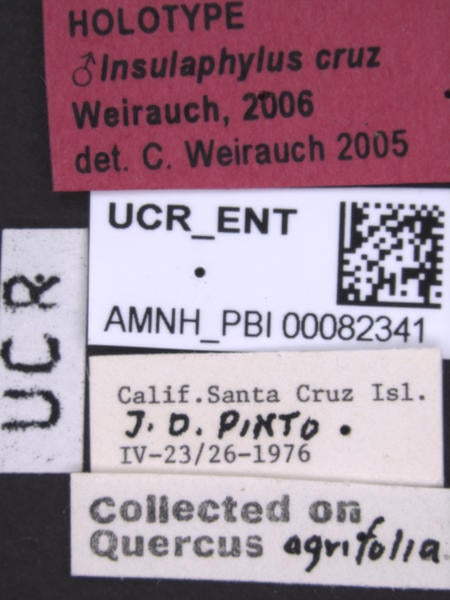 HOLOTYPE
♂Insulaphylus cruz
Weirauch, 2006
det. C. Weirauch 2005
UCR_ENT
AMNH_PBI 00082341
UCR
Calif.Santa Cruz Isl.
J. D. PINTO.
IV-23/26-1976
Collected on
Quercus agrifolia